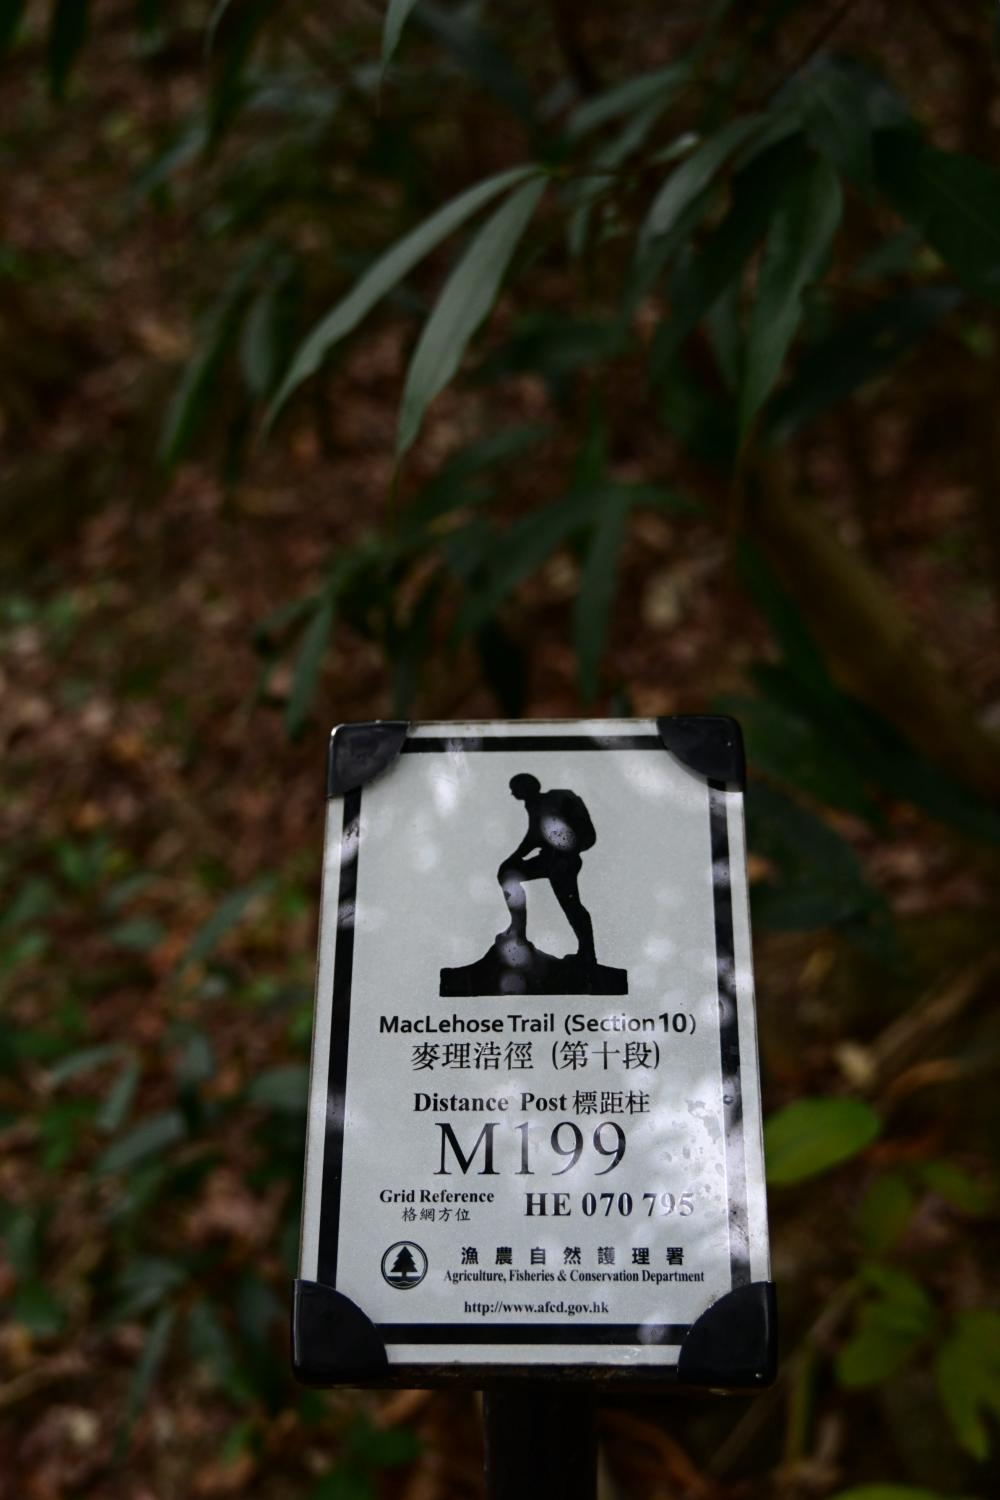 MacLehose Trail (Section 10)
麥理浩徑 (第十段)
Distance Post 標距柱
M199
Grid Reference HE 070 795
格網方位
漁農自然護理署
Agriculture, Fisheries & Conservation Department
http://www.afcd.gov.hk